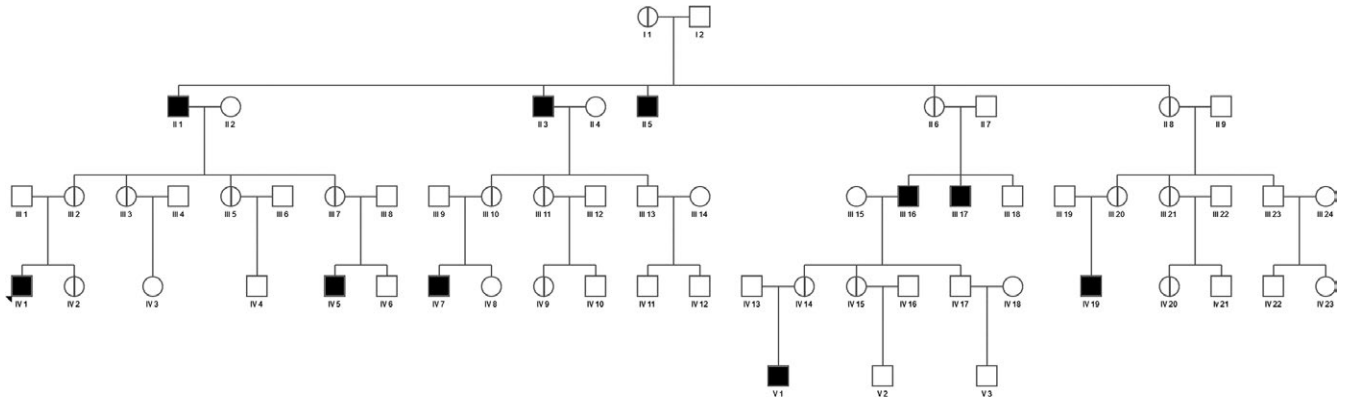 I 1 I 2
II 1 II 2 II 3 II 4 II 5 II 6 II 7 II 8 II 9
III 1 III 2 III 3 III 4 III 5 III 6 III 7 III 8 III 9 III 10 III 11 III 12 III 13 III 14 III 15 III 16 III 17 III 18 III 19 III 20 III 21 III 22 III 23 III 24
IV 1 IV 2 IV 3 IV 4 IV 5 IV 6 IV 7 IV 8 IV 9 IV 10 IV 11 IV 12 IV 13 IV 14 IV 15 IV 16 IV 17 IV 18 IV 19 IV 20 IV 21 IV 22 IV 23
V 1 V 2 V 3